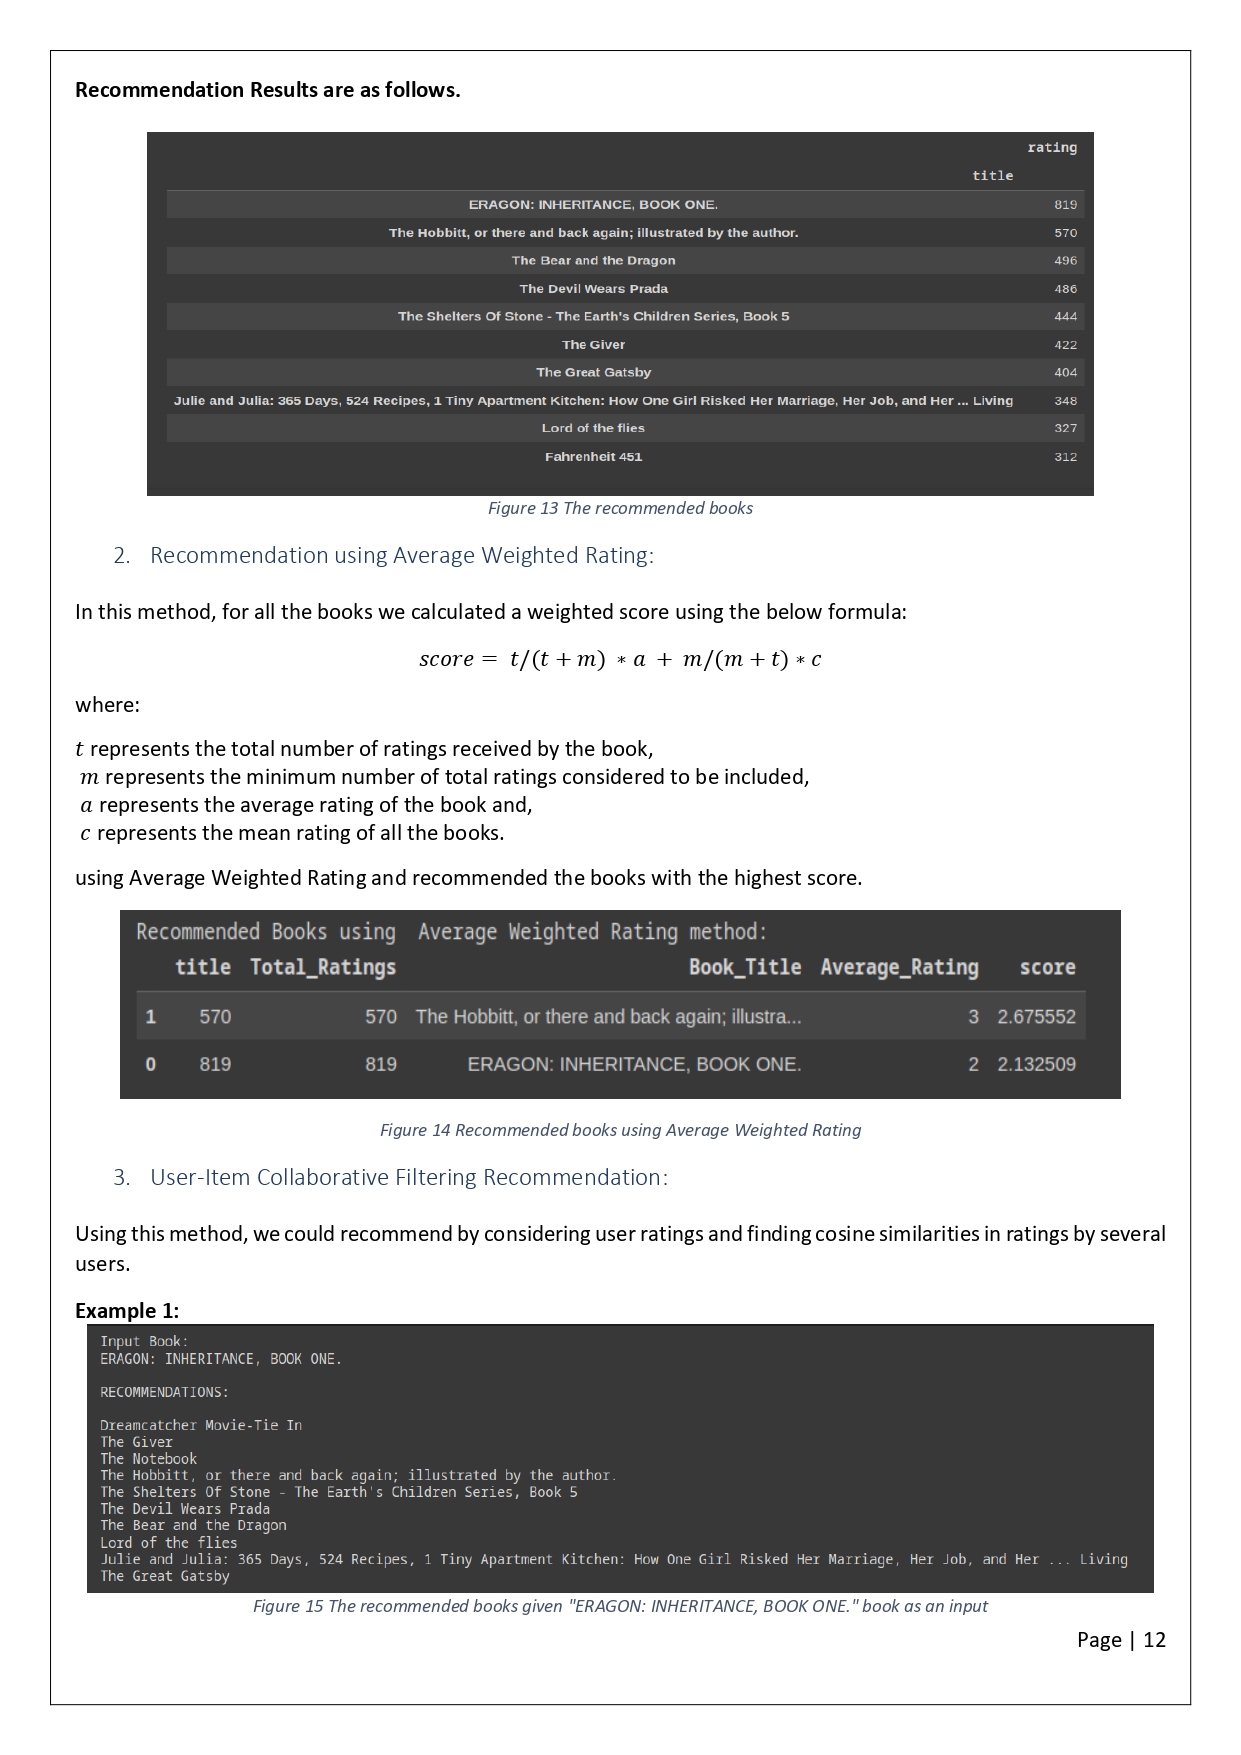 Recommendation Results are as follows.
rating
title
ERAGON: INHERITANCE, BOOK ONE. 819
The Hobbitt, or there and back again; illustrated by the author. 570
The Bear and the Dragon 496
The Devil Wears Prada 486
The Shelters Of Stone - The Earth's Children Series, Book 5 444
The Giver 422
The Great Gatsby 404
Julie and Julia: 365 Days, 524 Recipes, 1 Tiny Apartment Kitchen: How One Girl Risked Her Marriage, Her Job, and Her ... Living 348
Lord of the flies 327
Fahrenheit 451 312
Figure 13 The recommended books
2. Recommendation using Average Weighted Rating:
In this method, for all the books we calculated a weighted score using the below formula:
score = t/(t + m) * a + m/(m + t) * c
where:
t represents the total number of ratings received by the book,
m represents the minimum number of total ratings considered to be included,
a represents the average rating of the book and,
c represents the mean rating of all the books.
using Average Weighted Rating and recommended the books with the highest score.
Recommended Books using Average Weighted Rating method:
title Total_Ratings Book_Title Average_Rating score
1 570 570 The Hobbitt, or there and back again; illustra... 3 2.675552
0 819 819 ERAGON: INHERITANCE, BOOK ONE. 2 2.132509
Figure 14 Recommended books using Average Weighted Rating
3. User-Item Collaborative Filtering Recommendation:
Using this method, we could recommend by considering user ratings and finding cosine similarities in ratings by several
users.
Example 1:
Input Book:
ERAGON: INHERITANCE, BOOK ONE.
RECOMMENDATIONS:
Dreamcatcher Movie-Tie In
The Giver
The Notebook
The Hobbitt, or there and back again; illustrated by the author.
The Shelters Of Stone - The Earth's Children Series, Book 5
The Devil Wears Prada
The Bear and the Dragon
Lord of the flies
Julie and Julia: 365 Days, 524 Recipes, 1 Tiny Apartment Kitchen: How One Girl Risked Her Marriage, Her Job, and Her ... Living
The Great Gatsby
Figure 15 The recommended books given "ERAGON: INHERITANCE, BOOK ONE." book as an input
Page | 12